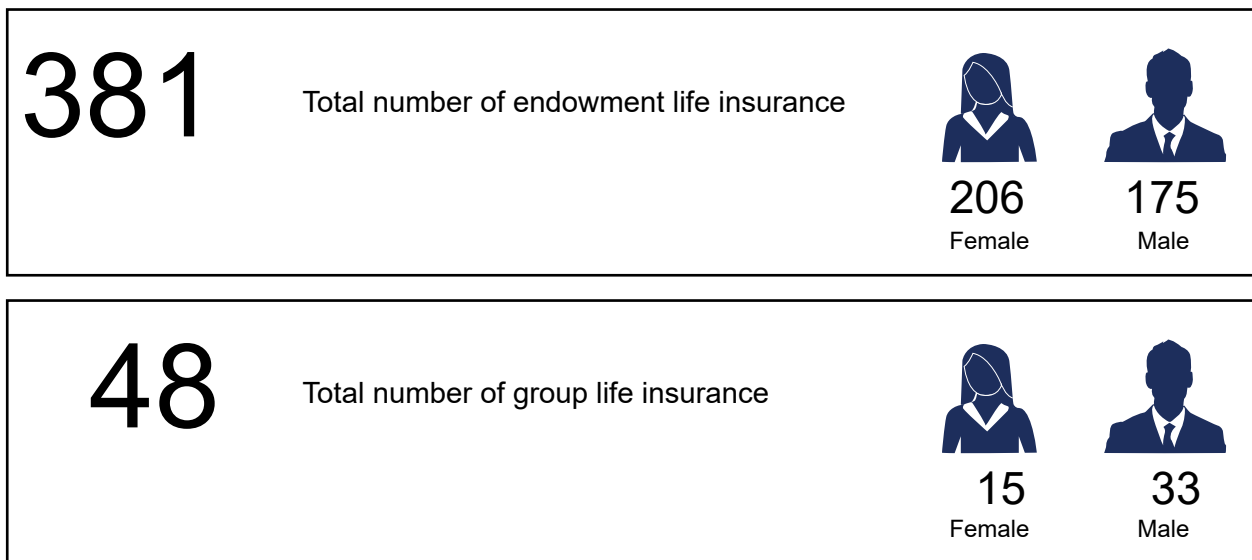 381
Total number of endowment life insurance
206
175
Female
Male
48
Total number of group life insurance
15
33
Female
Male